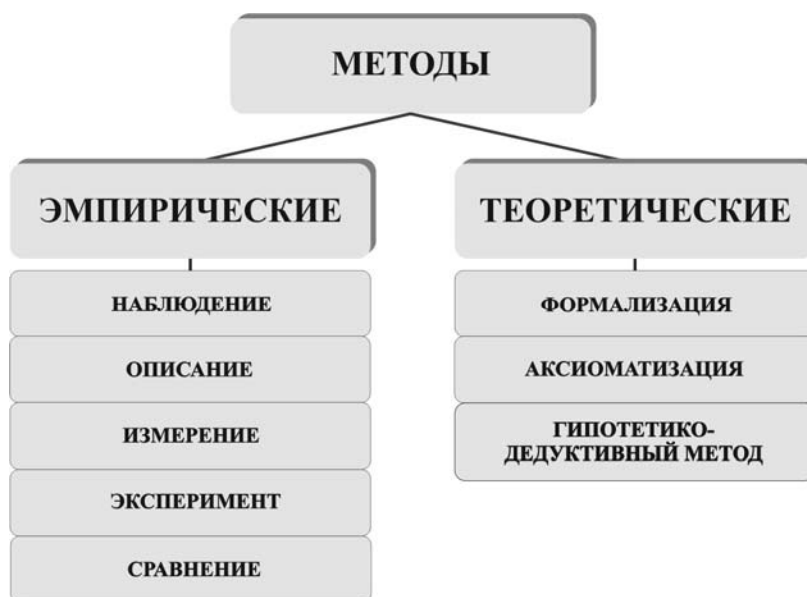 МЕТОДЫ
ЭМПИРИЧЕСКИЕ
НАБЛЮДЕНИЕ
ОПИСАНИЕ
ИЗМЕРЕНИЕ
ЭКСПЕРИМЕНТ
СРАВНЕНИЕ
ТЕОРЕТИЧЕСКИЕ
ФОРМАЛИЗАЦИЯ
АКСИОМАТИЗАЦИЯ
ГИПОТЕТИКО-
ДЕДУКТИВНЫЙ МЕТОД